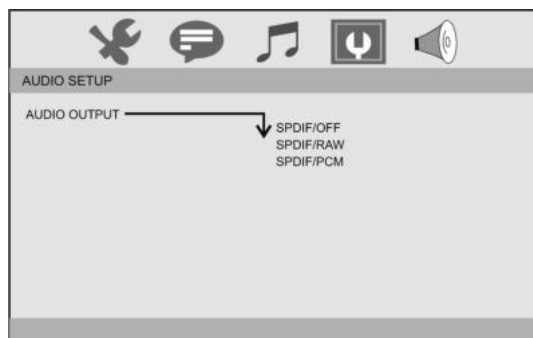 AUDIO SETUP
AUDIO OUTPUT
SPDIF/OFF
SPDIF/RAW
SPDIF/PCM